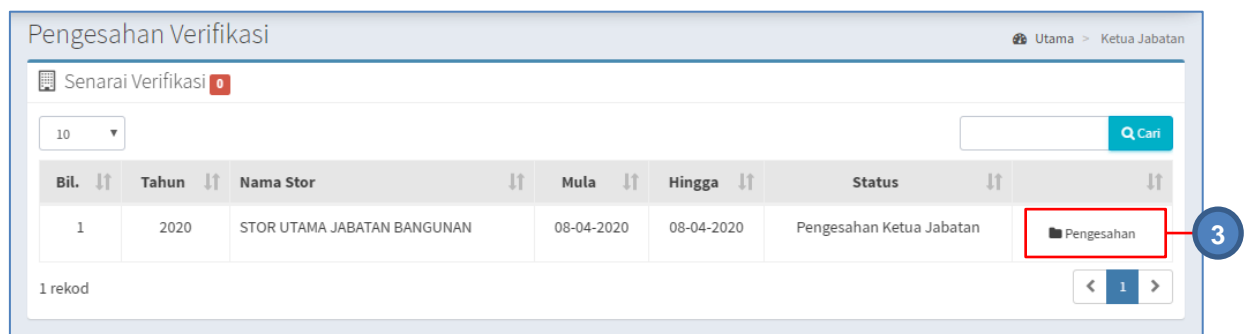 Pengesahan Verifikasi
Utama > Ketua Jabatan
Senarai Verifikasi 0
10 Cari
Bil. Tahun Nama Stor Mula Hingga Status
1 2020 STOR UTAMA JABATAN BANGUNAN 08-04-2020 08-04-2020 Pengesahan Ketua Jabatan Pengesahan 3
1 rekod < 1 >